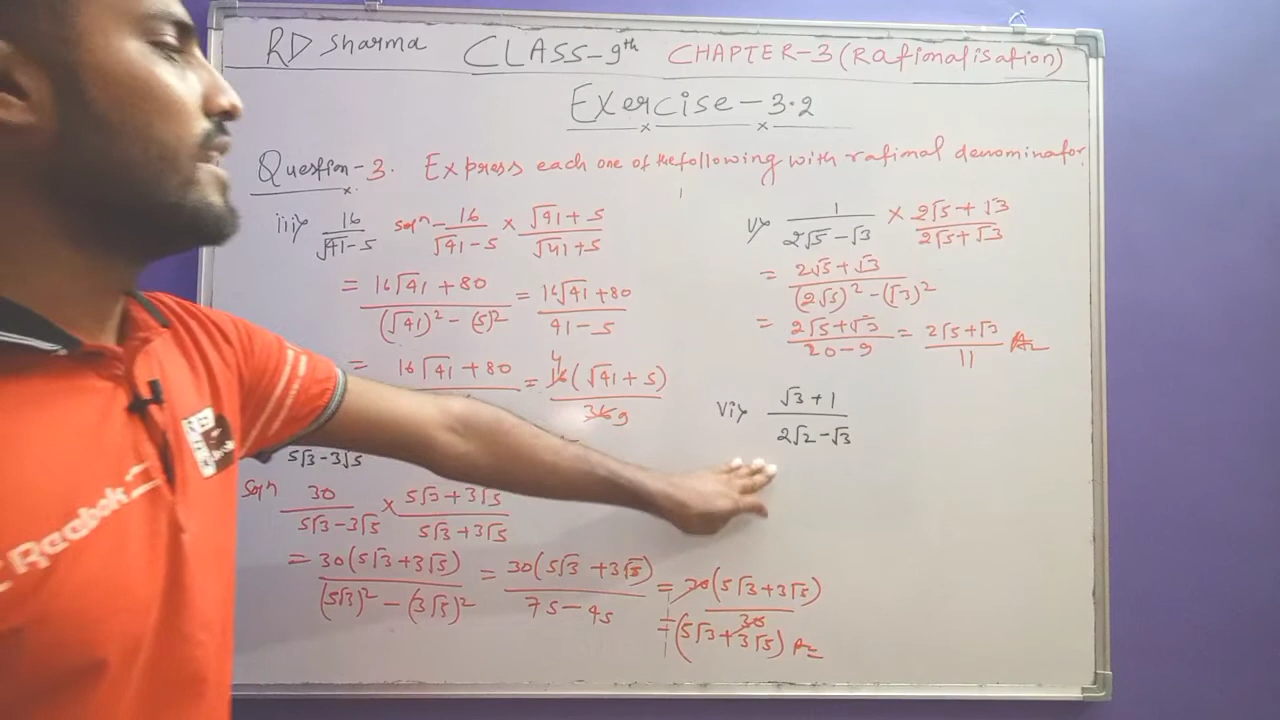 RD Sharma CLASS-9th CHAPTER-3 (Rationalisation)
Exercise-3.2
Question-3. Express each one of the following with rational denominator
iii) 16/(√41-5) solⁿ- 16/(√41-5) × (√41+5)/(√41+5)
= (16√41+80)/((√41)²-(5)²) = (16√41+80)/(41-5)
= 16√41+80 = 16(√41+5)/36 4 9
5√3-3√5
Solⁿ 30/(5√3-3√5) × (5√3+3√5)/(5√3+3√5)
= 30(5√3+3√5)/((5√3)²-(3√5)²) = 30(5√3+3√5)/(75-45) = 30(5√3+3√5)/30
= (5√3+3√5) Ans
v) 1/(2√5-√3) × (2√5+√3)/(2√5+√3)
= (2√5+√3)/((2√5)²-(√3)²)
= (2√5+√3)/(20-9) = (2√5+√3)/11 Ans
vi) (√3+1)/(2√2-√3)
Reebok